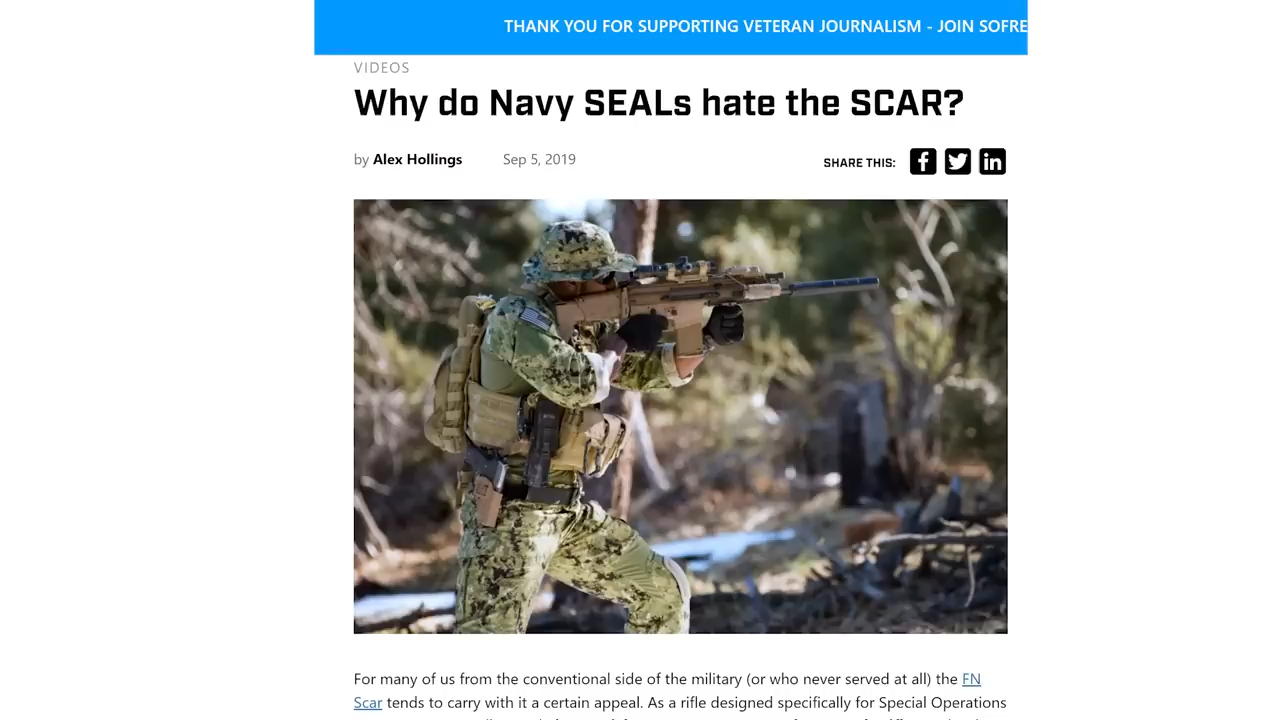 THANK YOU FOR SUPPORTING VETERAN JOURNALISM - JOIN SOFRE
VIDEOS
Why do Navy SEALs hate the SCAR?
by Alex Hollings Sep 5, 2019 SHARE THIS:
For many of us from the conventional side of the military (or who never served at all) the FN
Scar tends to carry with it a certain appeal. As a rifle designed specifically for Special Operations